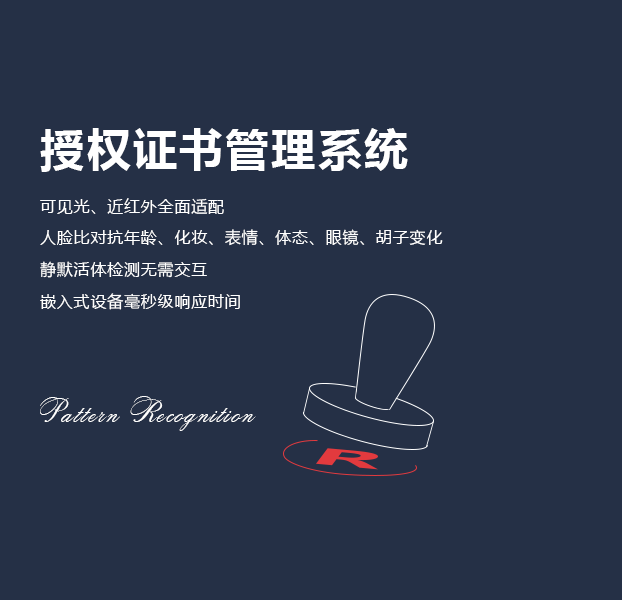 授权证书管理系统
可见光、近红外全面适配
人脸比对抗年龄、化妆、表情、体态、眼镜、胡子变化
静默活体检测无需交互
嵌入式设备毫秒级响应时间
Pattern Recognition
R